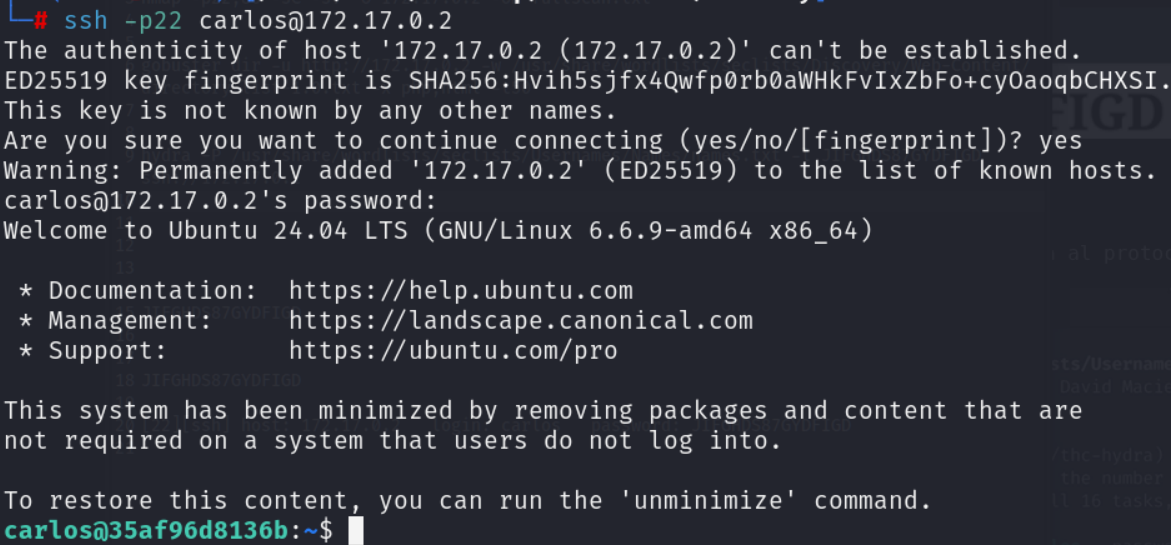 └─# ssh -p22 carlos@172.17.0.2
The authenticity of host '172.17.0.2 (172.17.0.2)' can't be established.
ED25519 key fingerprint is SHA256:Hvih5sjfx4Qwfp0rb0aWHkFvIxZbFo+cyOaoqbCHXSI.
This key is not known by any other names.
Are you sure you want to continue connecting (yes/no/[fingerprint])? yes
Warning: Permanently added '172.17.0.2' (ED25519) to the list of known hosts.
carlos@172.17.0.2's password:
Welcome to Ubuntu 24.04 LTS (GNU/Linux 6.6.9-amd64 x86_64)
* Documentation: https://help.ubuntu.com
* Management: https://landscape.canonical.com
* Support: https://ubuntu.com/pro
18 JIFGHDS87GYDFIGD
This system has been minimized by removing packages and content that are
not required on a system that users do not log into.
To restore this content, you can run the 'unminimize' command.
carlos@35af96d8136b:~$